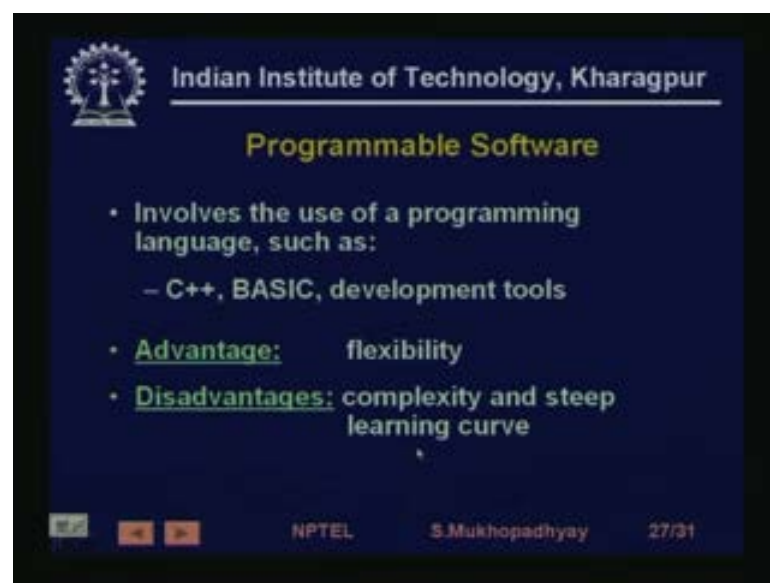 Indian Institute of Technology, Kharagpur
Programmable Software
• Involves the use of a programming
language, such as:
– C++, BASIC, development tools
• Advantage: flexibility
• Disadvantages: complexity and steep
learning curve
NPTEL S.Mukhopadhyay 27/31